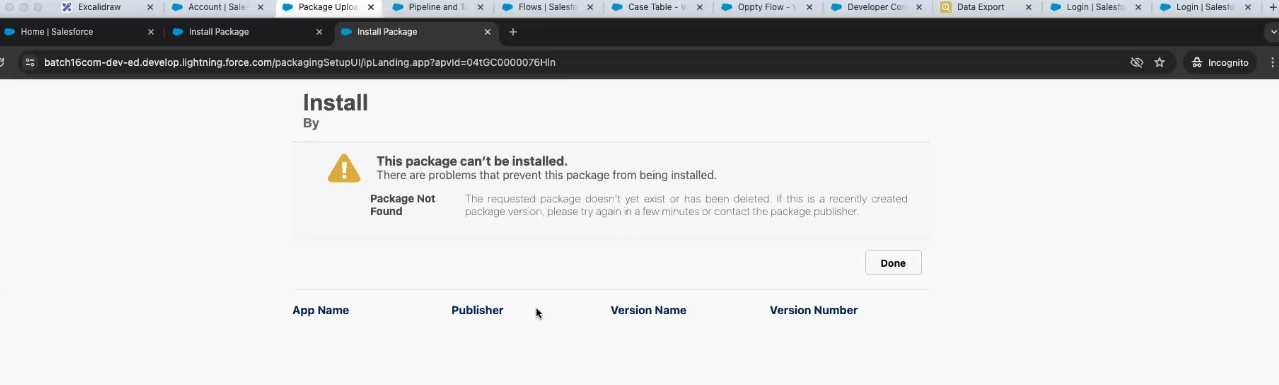 Excalidraw
Account | Sale
Package Uploa
Pipeline and T
Flows | Salesfo
Case Table - V
Oppty Flow - V
Developer Con
Data Export
Login | Salesfo
Login | Salesfo
Home | Salesforce
Install Package
Install Package
batch16com-dev-ed.develop.lightning.force.com/packagingSetupUI/ipLanding.app?apvId=04tGC0000076HIn
Incognito
Install
By
This package can't be installed.
There are problems that prevent this package from being installed.
Package Not
Found
The requested package doesn't yet exist or has been deleted. If this is a recently created
package version, please try again in a few minutes or contact the package publisher.
Done
App Name
Publisher
Version Name
Version Number